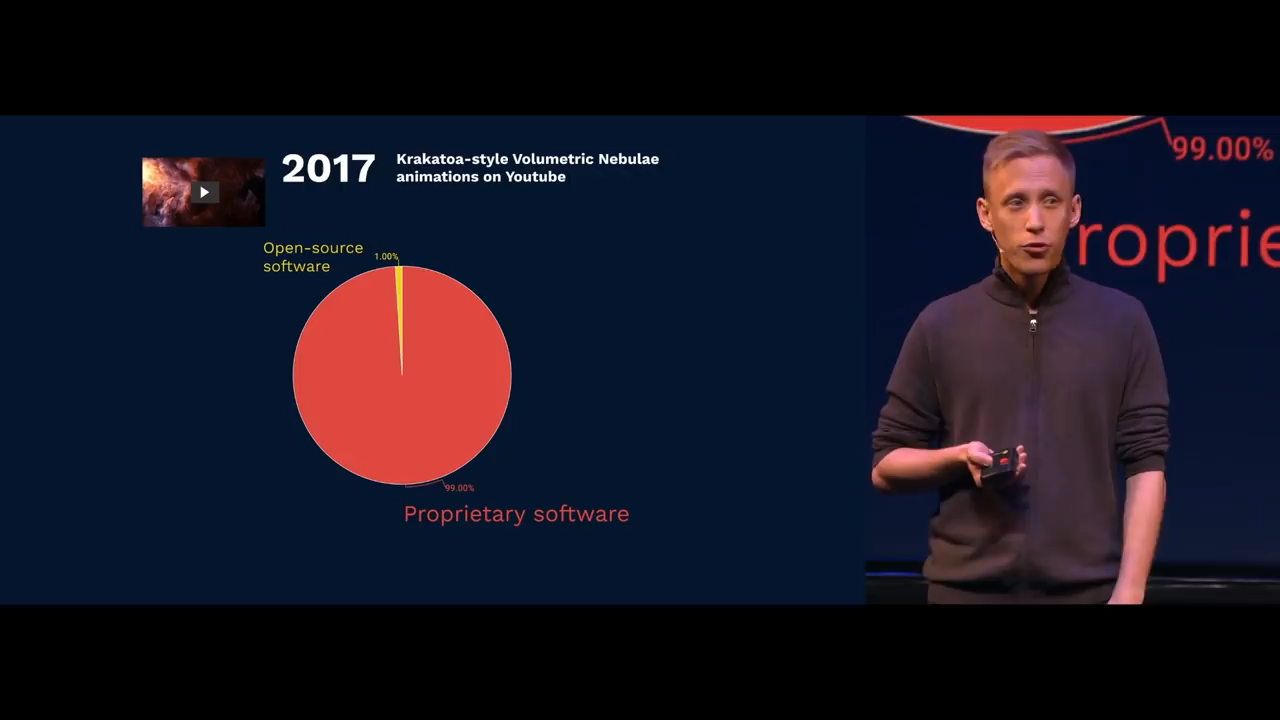 2017
Krakatoa-style Volumetric Nebulae
animations on Youtube
Open-source
software
1.00%
99.00%
Proprietary software
99.00%
roprie